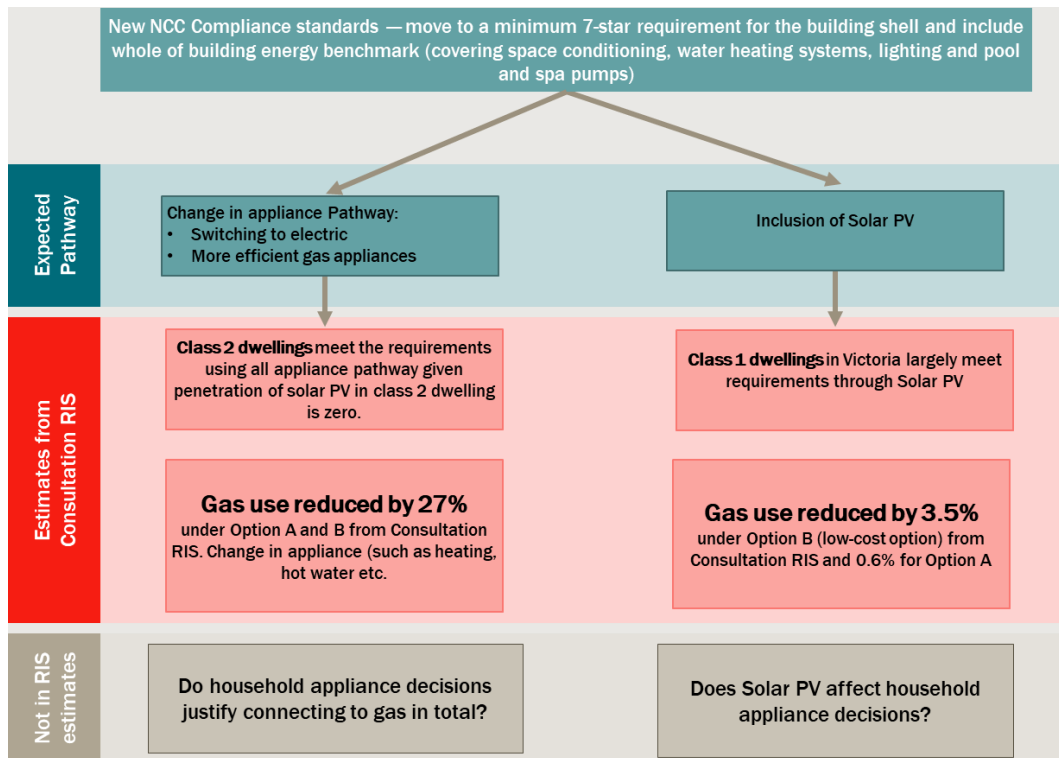 New NCC Compliance standards — move to a minimum 7-star requirement for the building shell and include
whole of building energy benchmark (covering space conditioning, water heating systems, lighting and pool
and spa pumps)
Expected
Pathway
Change in appliance Pathway:
• Switching to electric
• More efficient gas appliances
Inclusion of Solar PV
Estimates from
Consultation RIS
Class 2 dwellings meet the requirements
using all appliance pathway given
penetration of solar PV in class 2 dwelling
is zero.
Class 1 dwellings in Victoria largely meet
requirements through Solar PV
Gas use reduced by 27%
under Option A and B from Consultation
RIS. Change in appliance (such as heating,
hot water etc.
Gas use reduced by 3.5%
under Option B (low-cost option) from
Consultation RIS and 0.6% for Option A
Not in RIS
estimates
Do household appliance decisions
justify connecting to gas in total?
Does Solar PV affect household
appliance decisions?